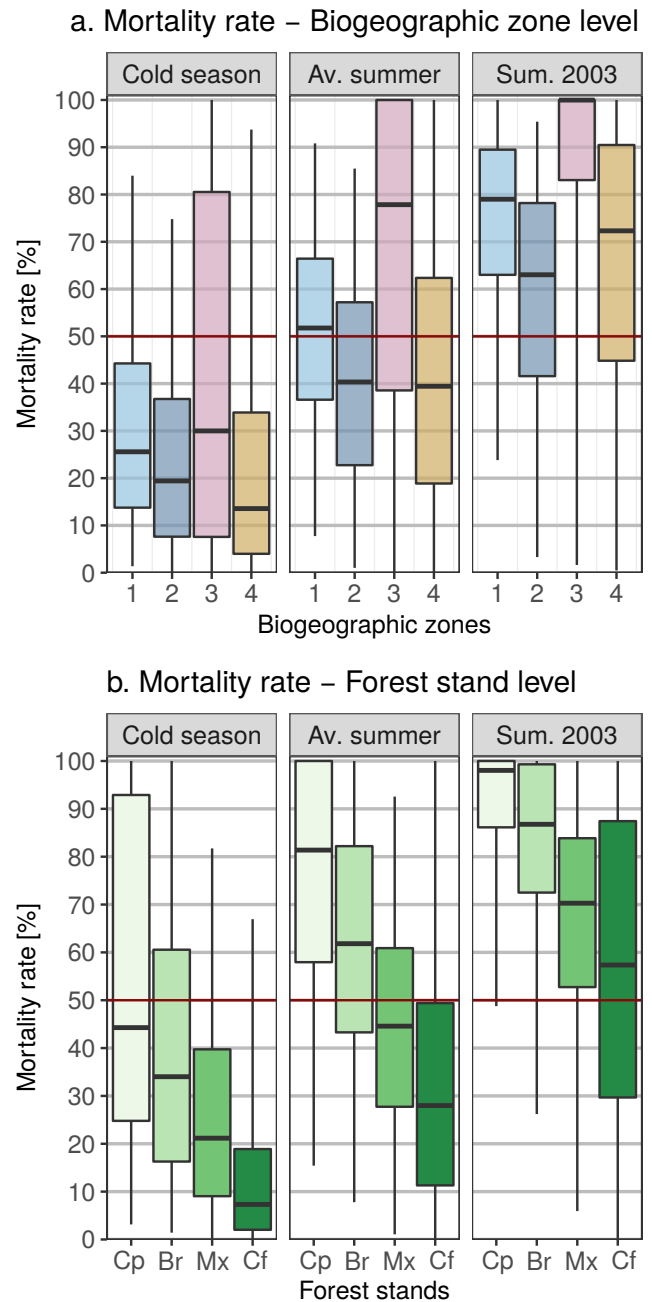 a. Mortality rate – Biogeographic zone level
Cold season Av. summer Sum. 2003
Mortality rate [%]
100
90
80
70
60
50
40
30
20
10
0
1 2 3 4 1 2 3 4 1 2 3 4
Biogeographic zones
b. Mortality rate – Forest stand level
Cold season Av. summer Sum. 2003
Mortality rate [%]
100
90
80
70
60
50
40
30
20
10
0
Cp Br Mx Cf Cp Br Mx Cf Cp Br Mx Cf
Forest stands